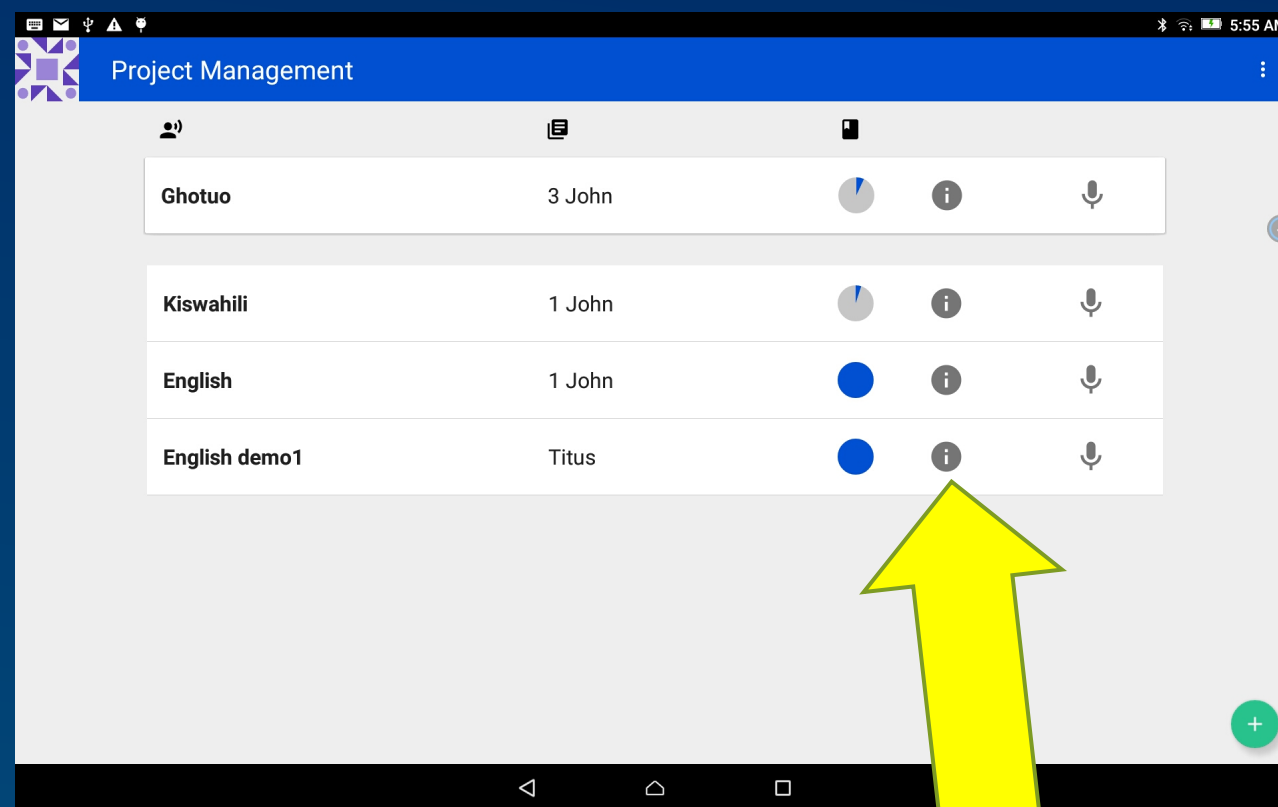 5:55 AM
Project Management
Ghotuo 3 John
Kiswahili 1 John
English 1 John
English demo1 Titus